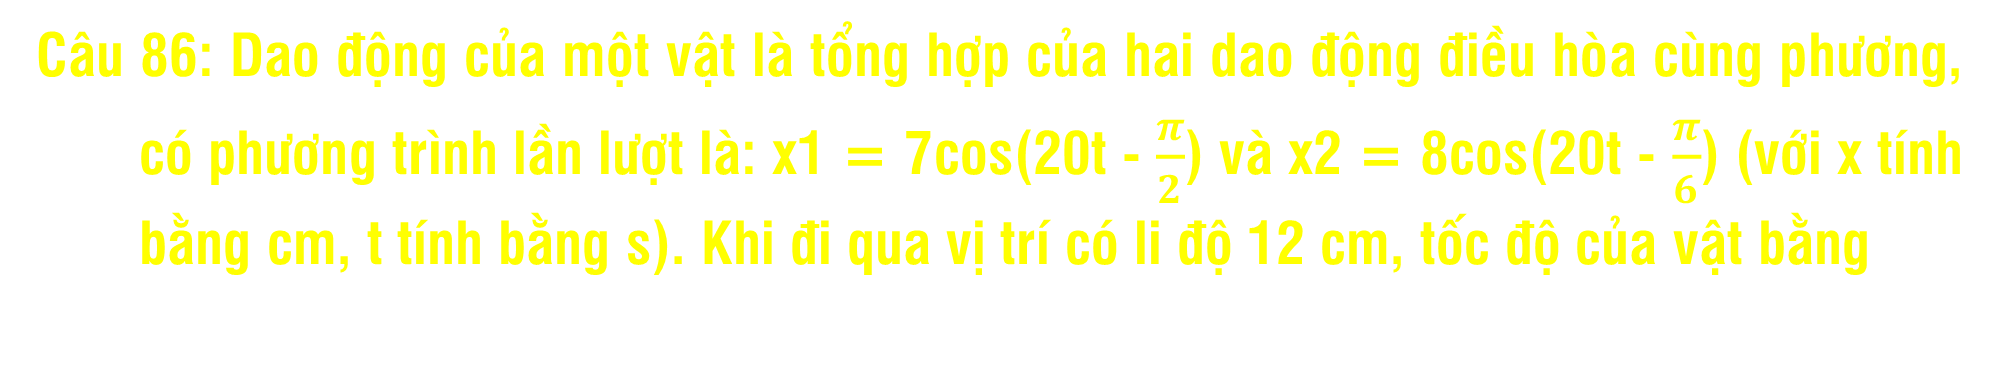 Câu 86: Dao động của một vật là tổng hợp của hai dao động điều hòa cùng phương,
có phương trình lần lượt là: x1 = 7cos(20t - π/2) và x2 = 8cos(20t - π/6) (với x tính
bằng cm, t tính bằng s). Khi đi qua vị trí có li độ 12 cm, tốc độ của vật bằng